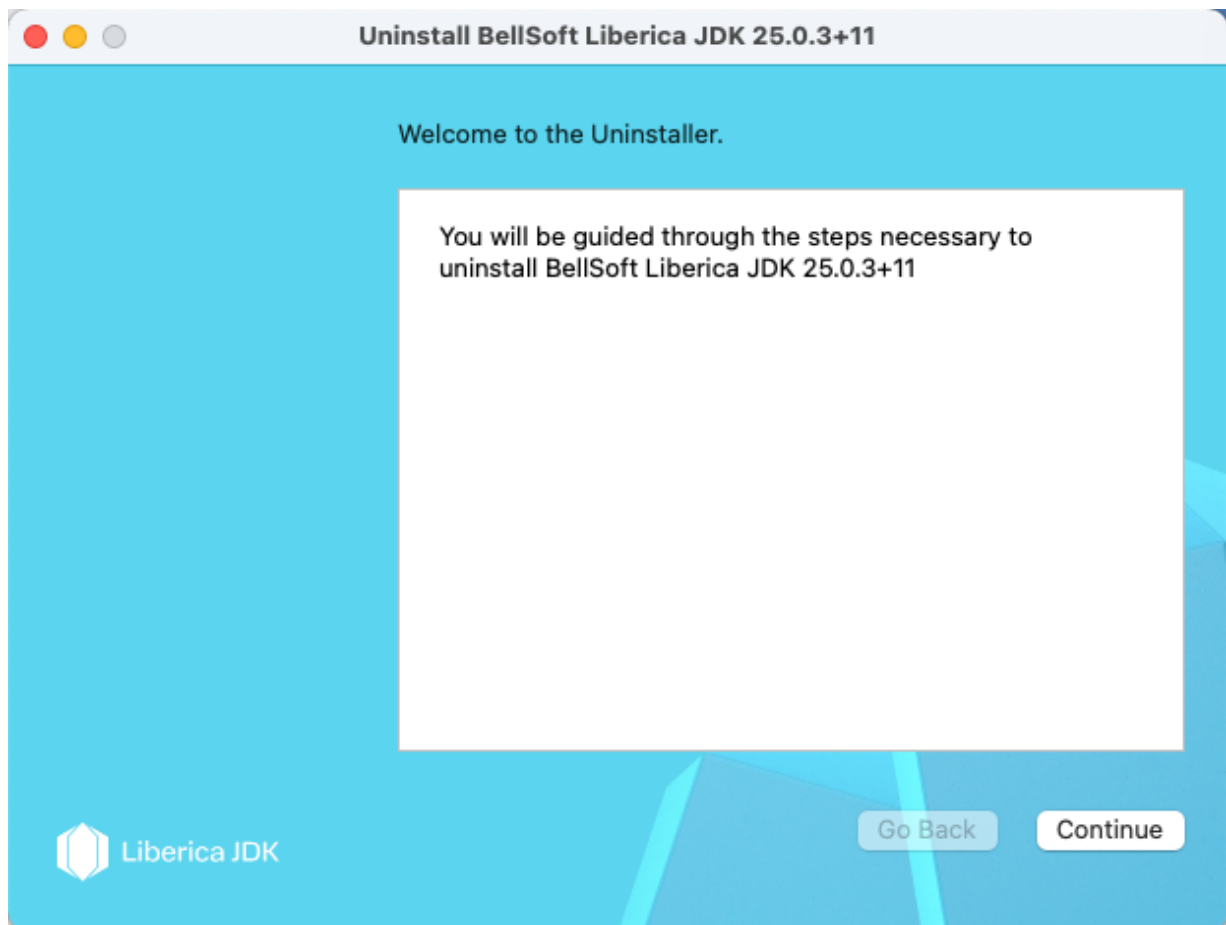 Uninstall BellSoft Liberica JDK 25.0.3+11
Welcome to the Uninstaller.
You will be guided through the steps necessary to
uninstall BellSoft Liberica JDK 25.0.3+11
Go Back
Continue
Liberica JDK